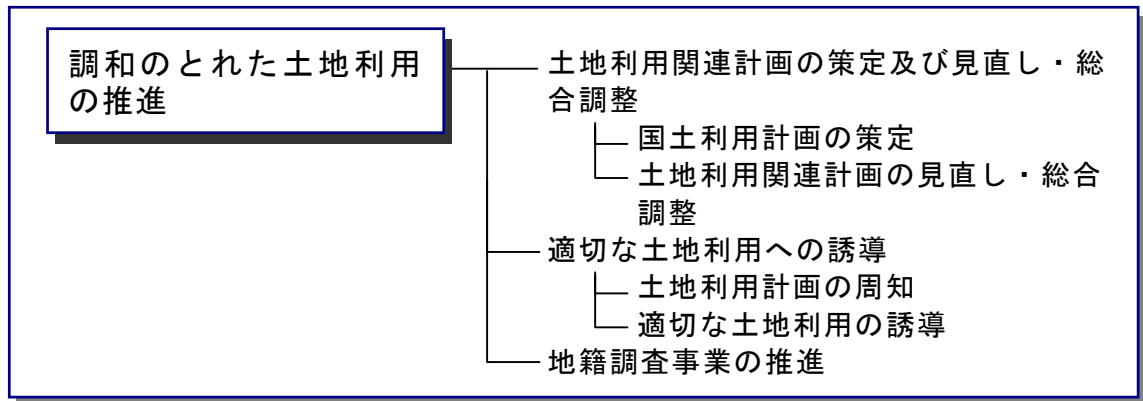 調和のとれた土地利用
の推進
土地利用関連計画の策定及び見直し・総
合調整
国土利用計画の策定
土地利用関連計画の見直し・総合
調整
適切な土地利用への誘導
土地利用計画の周知
適切な土地利用の誘導
地籍調査事業の推進